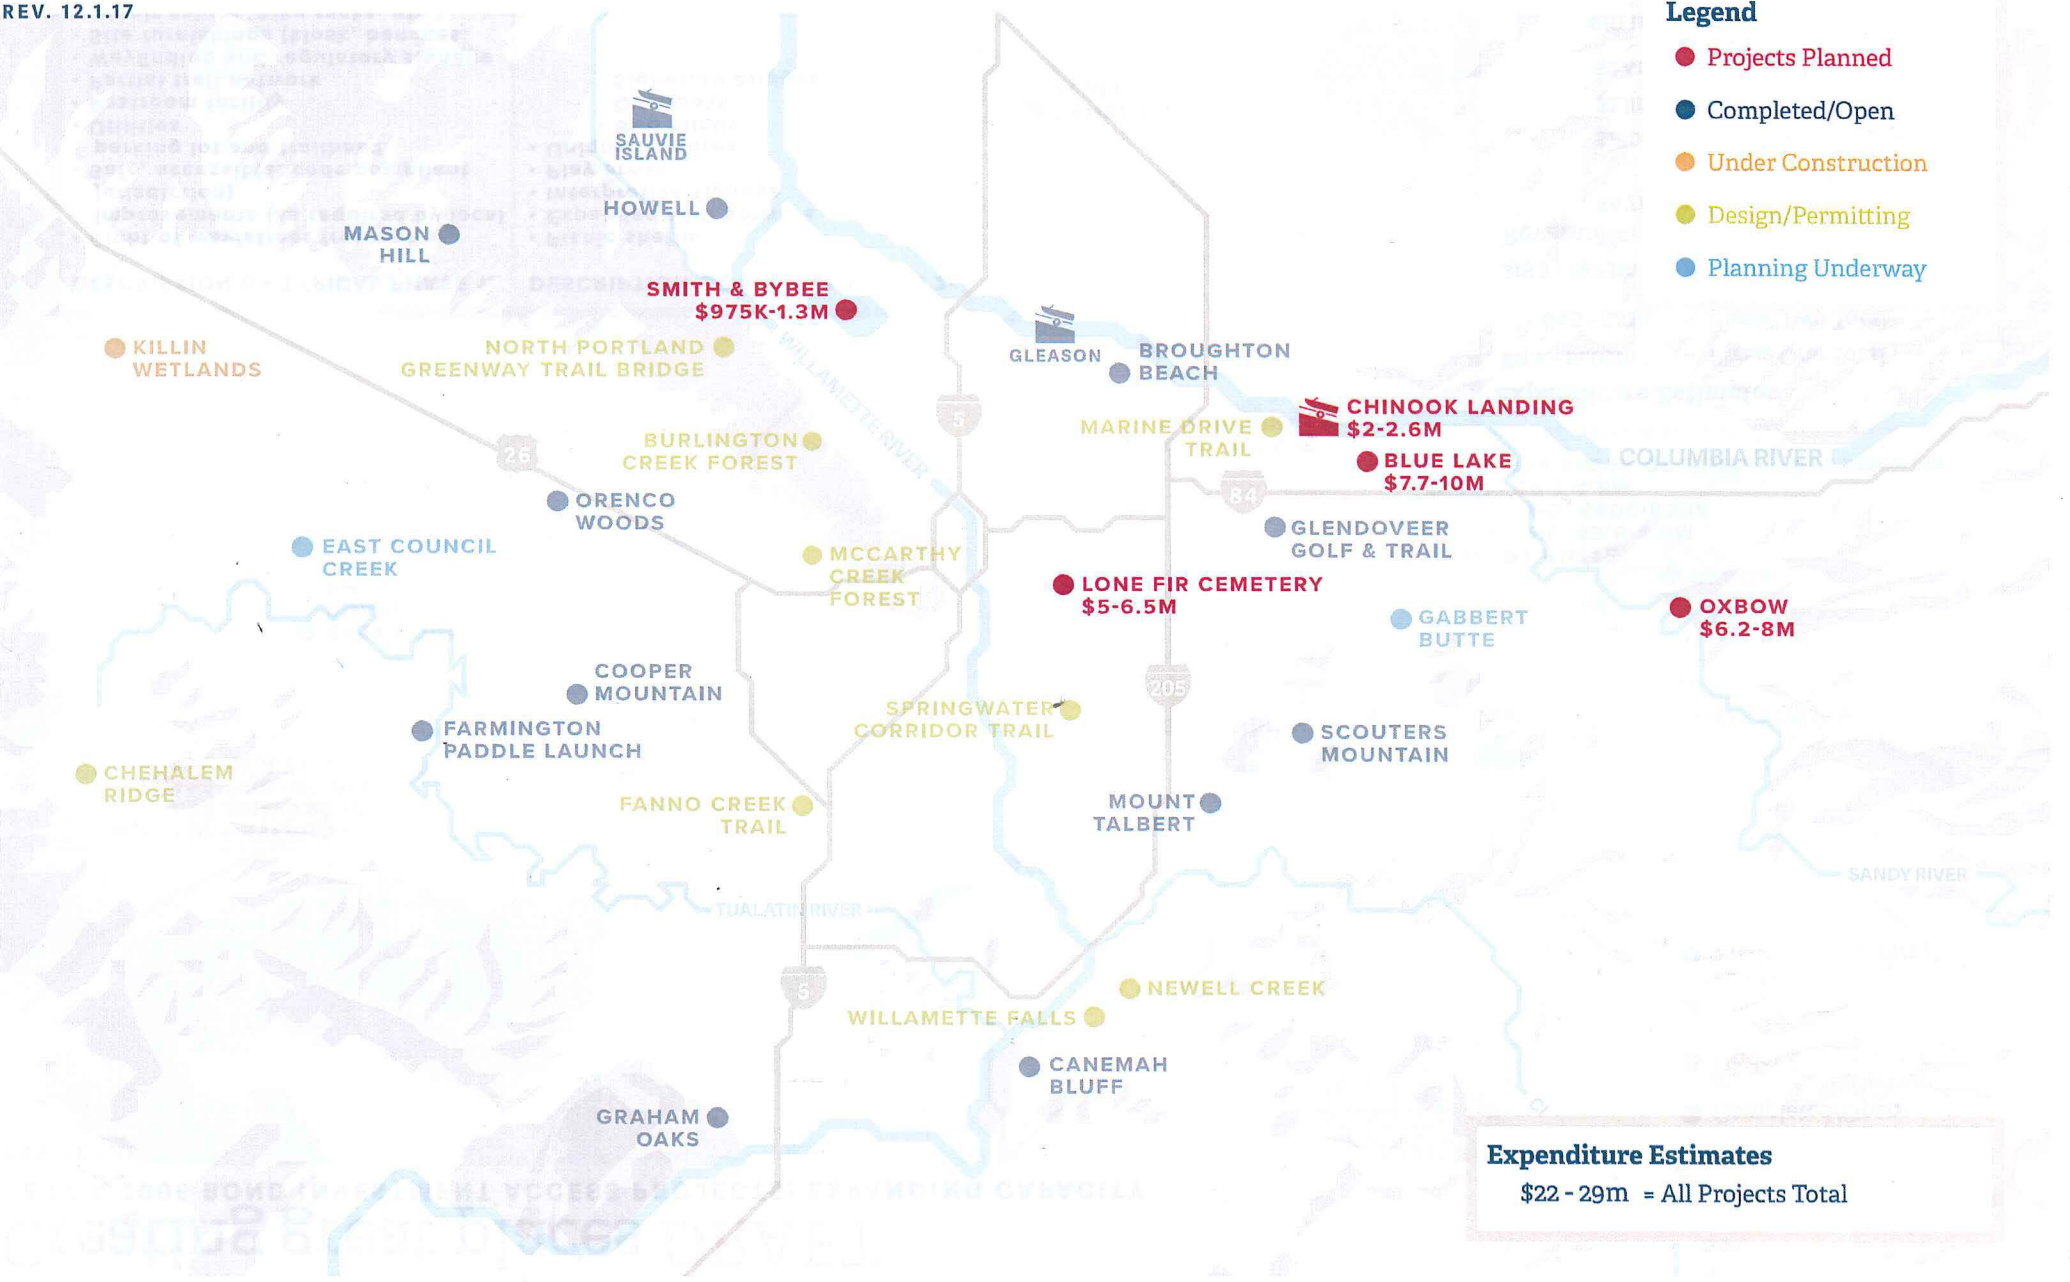 REV. 12.1.17
Legend
Projects Planned
Completed/Open
Under Construction
Design/Permitting
Planning Underway
SAUVIE
ISLAND
HOWELL
MASON
HILL
SMITH & BYBEE
$975K-1.3M
KILLIN
WETLANDS
NORTH PORTLAND
GREENWAY TRAIL BRIDGE
WILLAMETTE RIVER
GLEASON
BROUGHTON
BEACH
5
26
BURLINGTON
CREEK FOREST
MARINE DRIVE
TRAIL
CHINOOK LANDING
$2-2.6M
BLUE LAKE
$7.7-10M
COLUMBIA RIVER
84
ORENCO
WOODS
GLENDOVEER
GOLF & TRAIL
EAST COUNCIL
CREEK
MCCARTHY
CREEK
FOREST
LONE FIR CEMETERY
$5-6.5M
GABBERT
BUTTE
OXBOW
$6.2-8M
COOPER
MOUNTAIN
205
SPRINGWATER
CORRIDOR TRAIL
FARMINGTON
PADDLE LAUNCH
SCOUTERS
MOUNTAIN
CHEHALEM
RIDGE
FANNO CREEK
TRAIL
MOUNT
TALBERT
SANDY RIVER
TUALATIN RIVER
5
NEWELL CREEK
WILLAMETTE FALLS
CANEMAH
BLUFF
GRAHAM
OAKS
Expenditure Estimates
$22 - 29m = All Projects Total